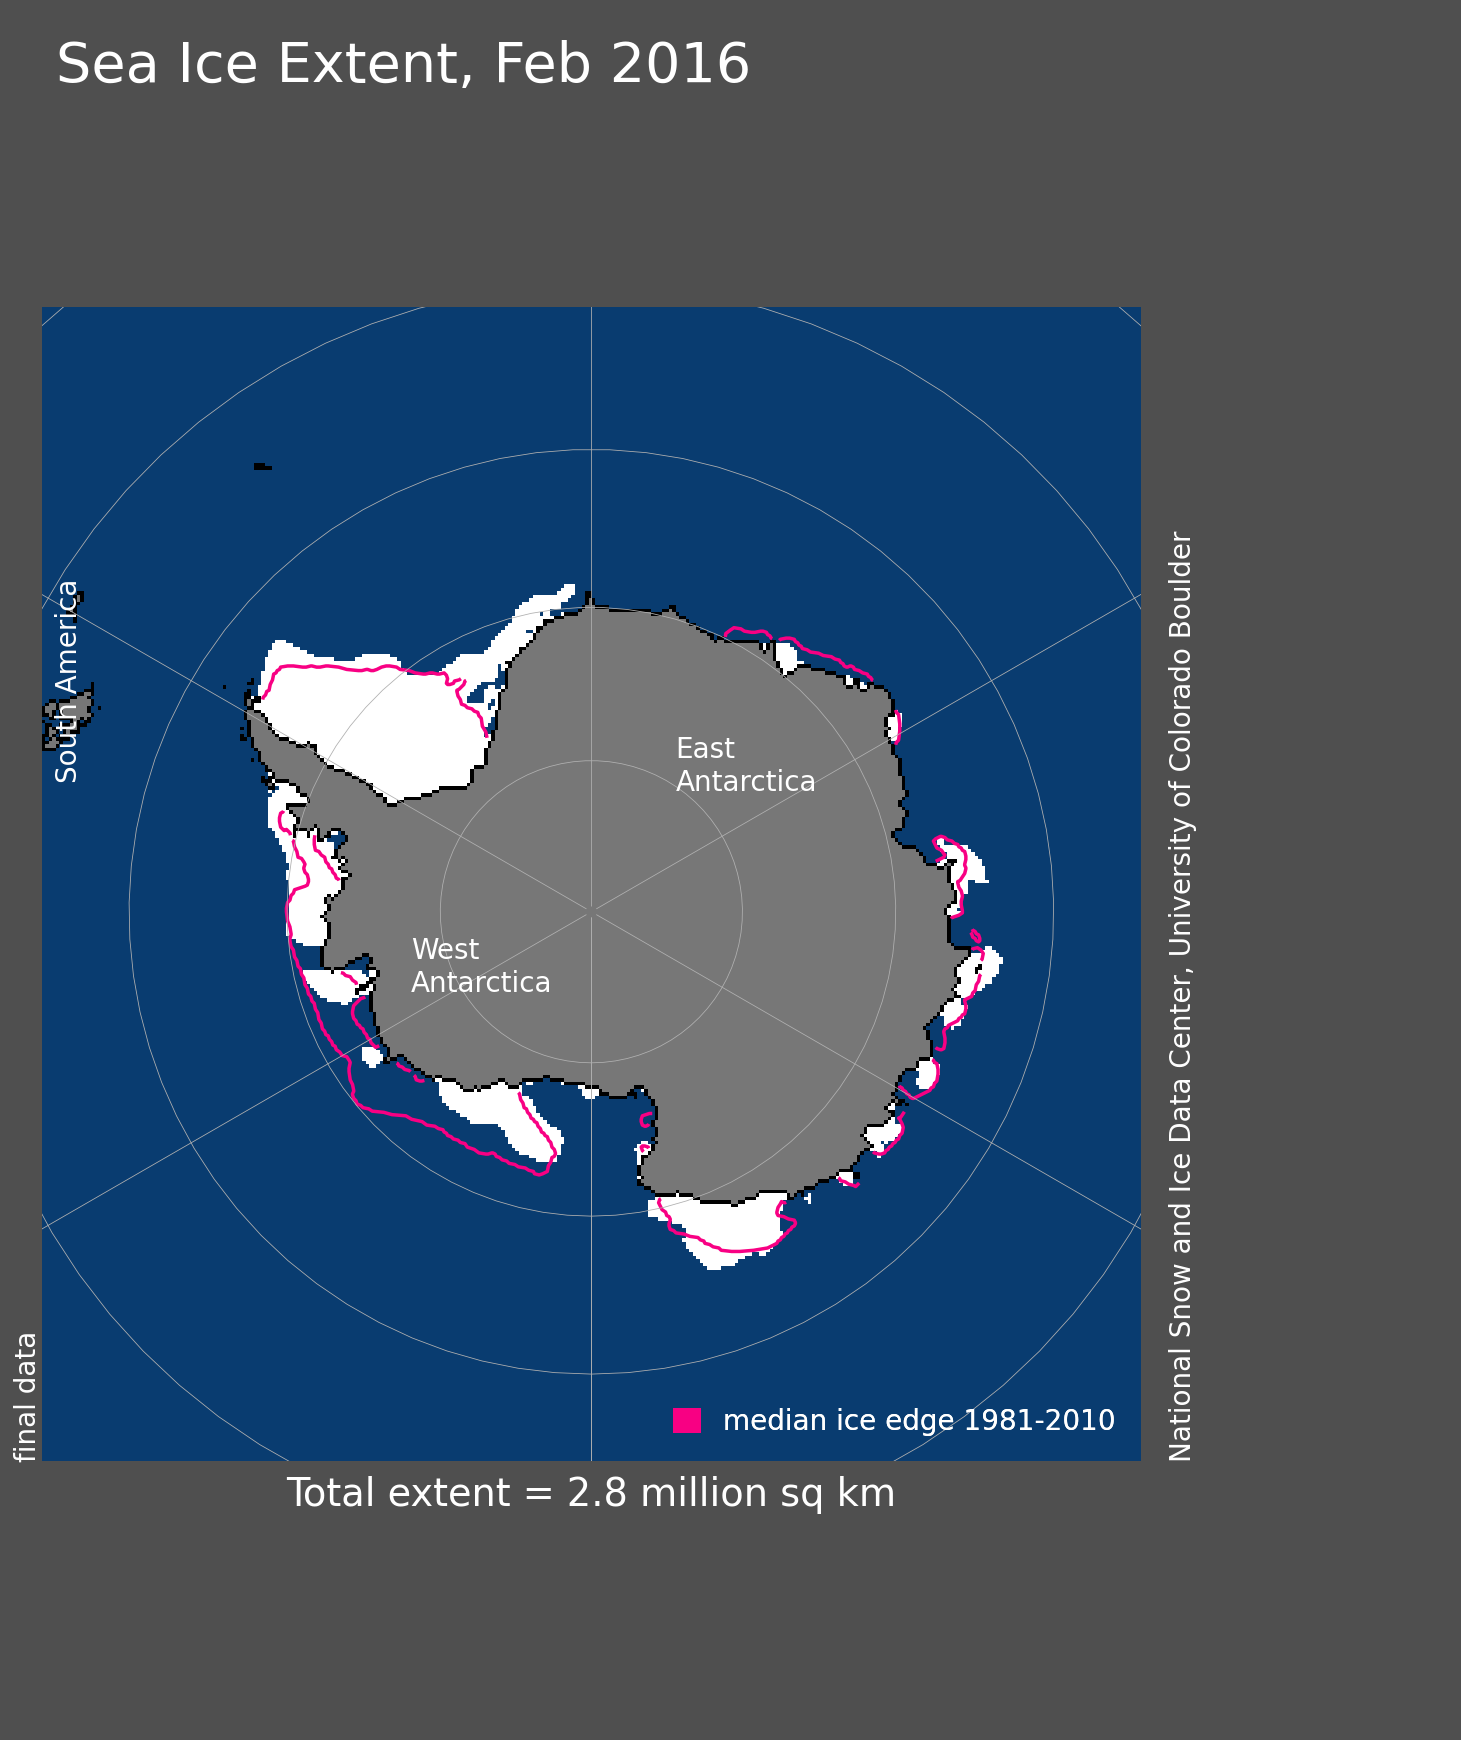 Sea Ice Extent, Feb 2016
South America
East
Antarctica
West
Antarctica
National Snow and Ice Data Center, University of Colorado Boulder
final data
median ice edge 1981-2010
Total extent = 2.8 million sq km